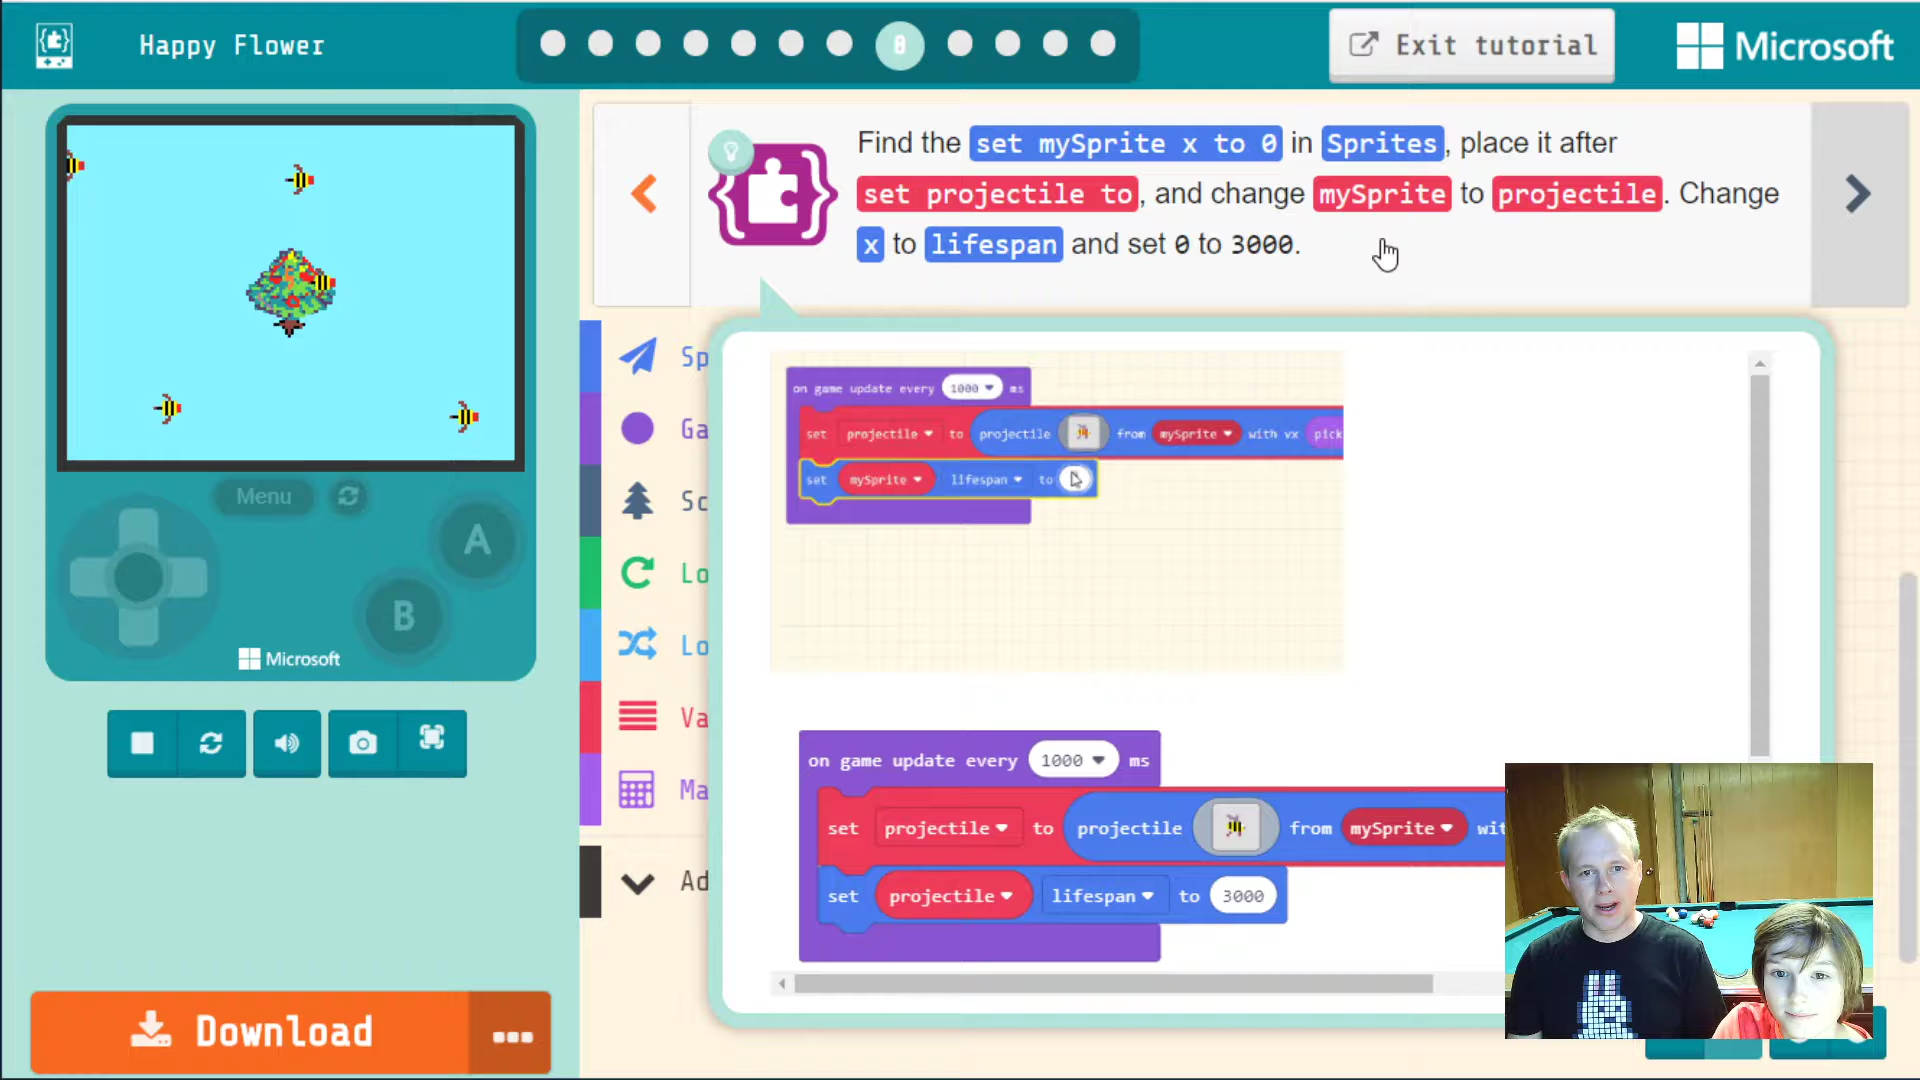 Happy Flower
8
Exit tutorial
Microsoft
Find the set mySprite x to 0 in Sprites, place it after
set projectile to, and change mySprite to projectile. Change
x to lifespan and set 0 to 3000.
Menu
A
B
Microsoft
Sp
Ga
Sc
Lo
Lo
Va
Ma
Ad
on game update every 1000 ms
set projectile to projectile from mySprite with vx pick
set mySprite lifespan to
on game update every 1000 ms
set projectile to projectile from mySprite wit
set projectile lifespan to 3000
Download